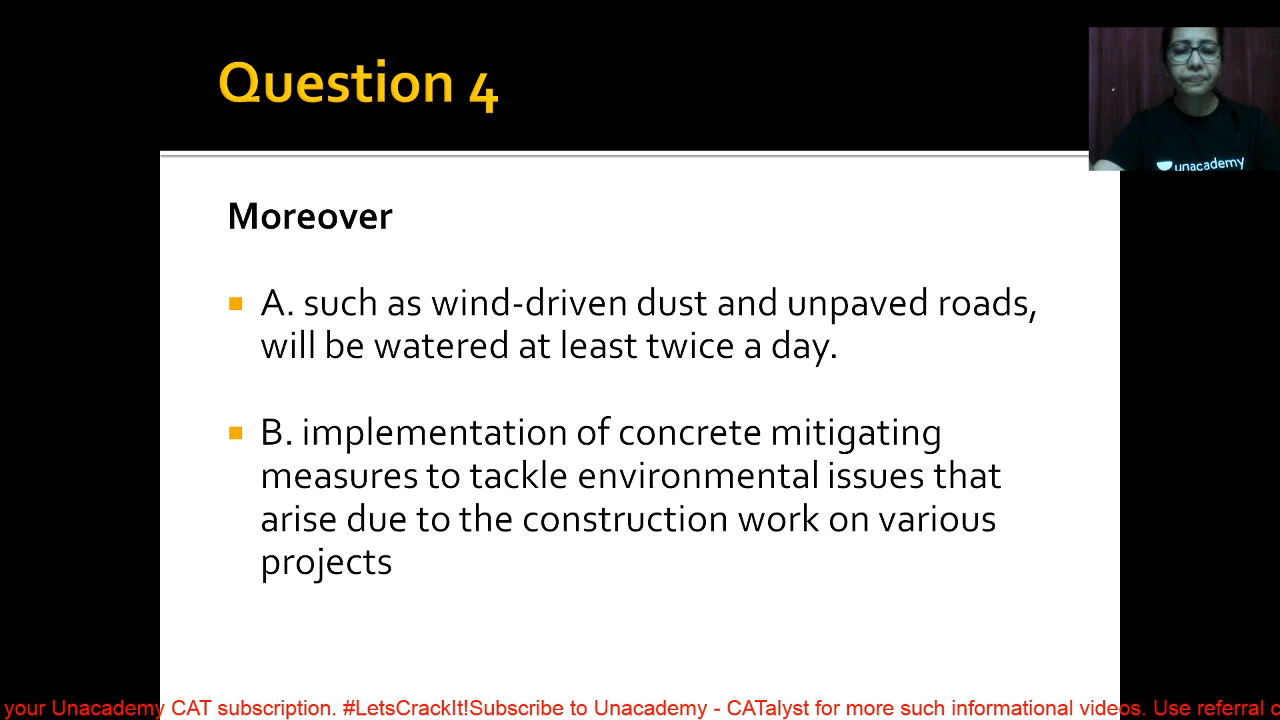 Question 4
unacademy
Moreover
A. such as wind-driven dust and unpaved roads,
will be watered at least twice a day.
B. implementation of concrete mitigating
measures to tackle environmental issues that
arise due to the construction work on various
projects
your Unacademy CAT subscription. #LetsCrackIt!Subscribe to Unacademy - CATalyst for more such informational videos. Use referral c